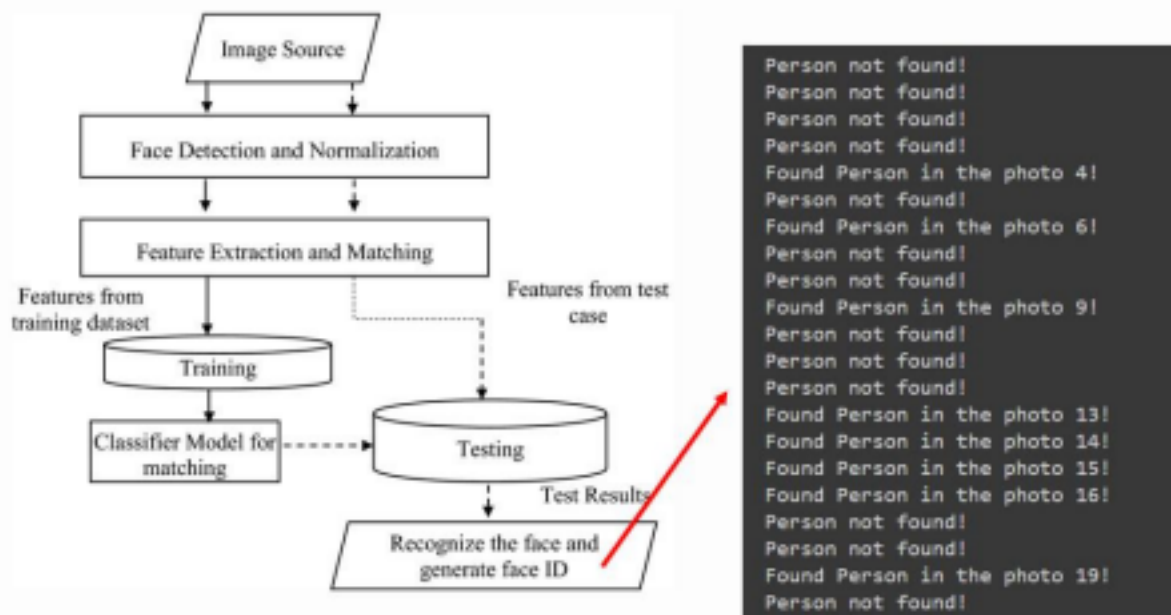 Image Source
Face Detection and Normalization
Feature Extraction and Matching
Features from
training dataset
Features from test
case
Training
Classifier Model for
matching
Testing
Test Results
Recognize the face and
generate face ID
Person not found!
Person not found!
Person not found!
Person not found!
Found Person in the photo 4!
Person not found!
Found Person in the photo 6!
Person not found!
Person not found!
Found Person in the photo 9!
Person not found!
Person not found!
Person not found!
Found Person in the photo 13!
Found Person in the photo 14!
Found Person in the photo 15!
Found Person in the photo 16!
Person not found!
Person not found!
Found Person in the photo 19!
Person not found!